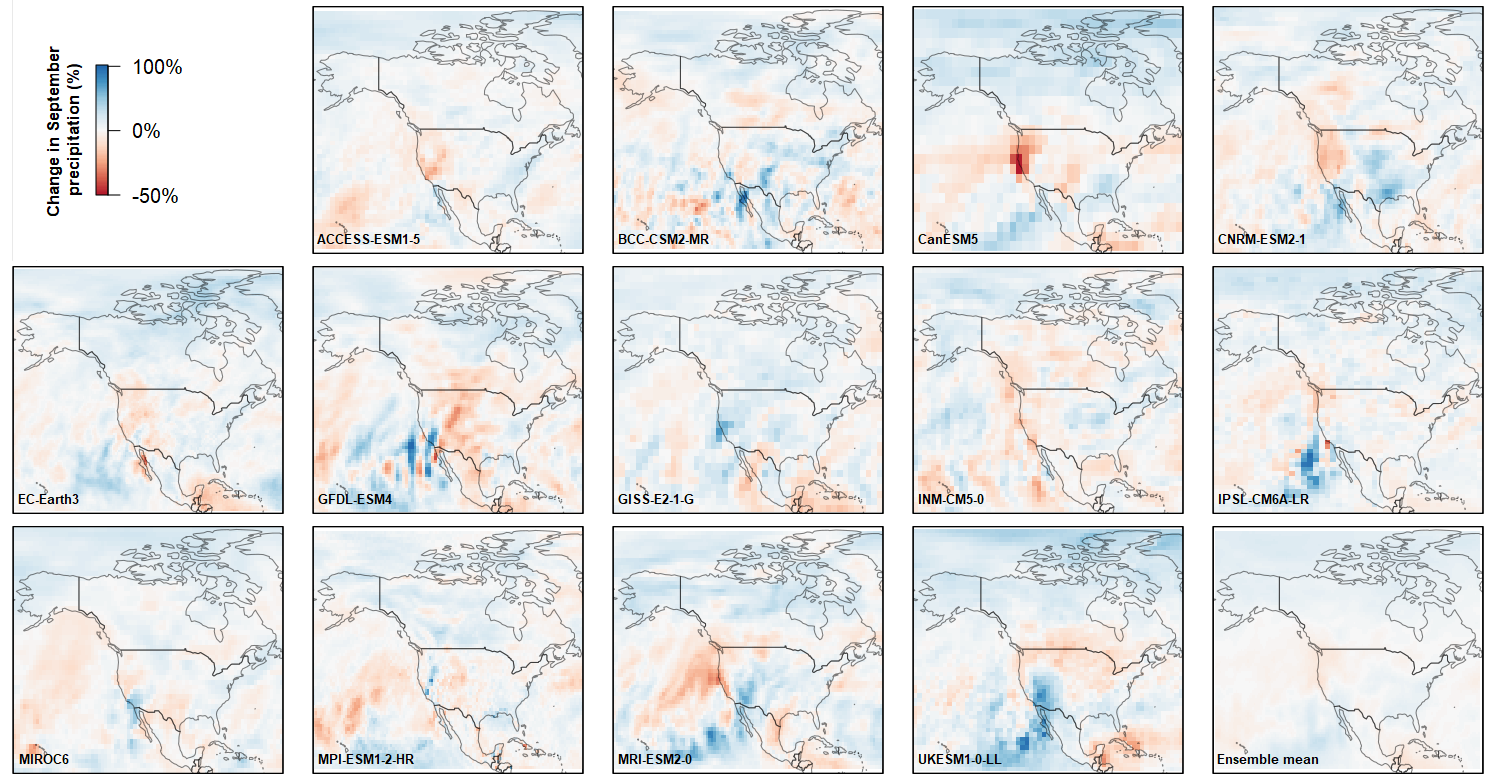 Change in September
precipitation (%)
100%
0%
-50%
ACCESS-ESM1-5
BCC-CSM2-MR
CanESM5
CNRM-ESM2-1
EC-Earth3
GFDL-ESM4
GISS-E2-1-G
INM-CM5-0
IPSL-CM6A-LR
MIROC6
MPI-ESM1-2-HR
MRI-ESM2-0
UKESM1-0-LL
Ensemble mean